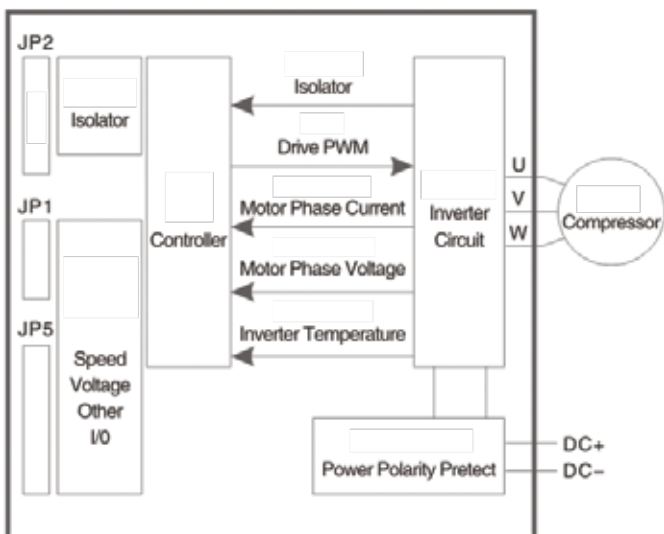 JP2
Isolator
JP1
JP5
Speed
Voltage
Other
I/0
Controller
Isolator
Drive PWM
Motor Phase Current
Motor Phase Voltage
Inverter Temperature
Inverter
Circuit
U
V
W
Compressor
Power Polarity Pretect
DC+
DC-